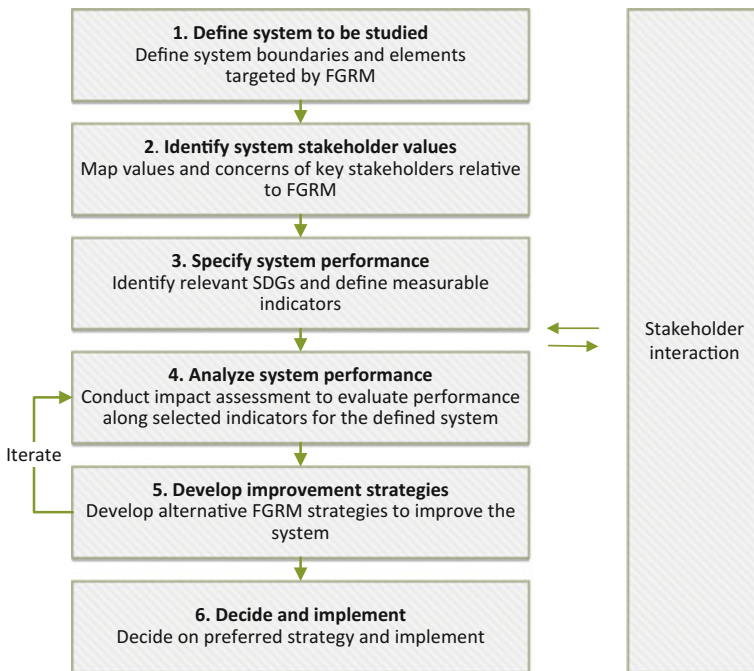 1. Define system to be studied
Define system boundaries and elements
targeted by FGRM
2. Identify system stakeholder values
Map values and concerns of key stakeholders relative
to FGRM
3. Specify system performance
Identify relevant SDGs and define measurable
indicators
4. Analyze system performance
Conduct impact assessment to evaluate performance
along selected indicators for the defined system
Iterate
5. Develop improvement strategies
Develop alternative FGRM strategies to improve the
system
6. Decide and implement
Decide on preferred strategy and implement
Stakeholder
interaction